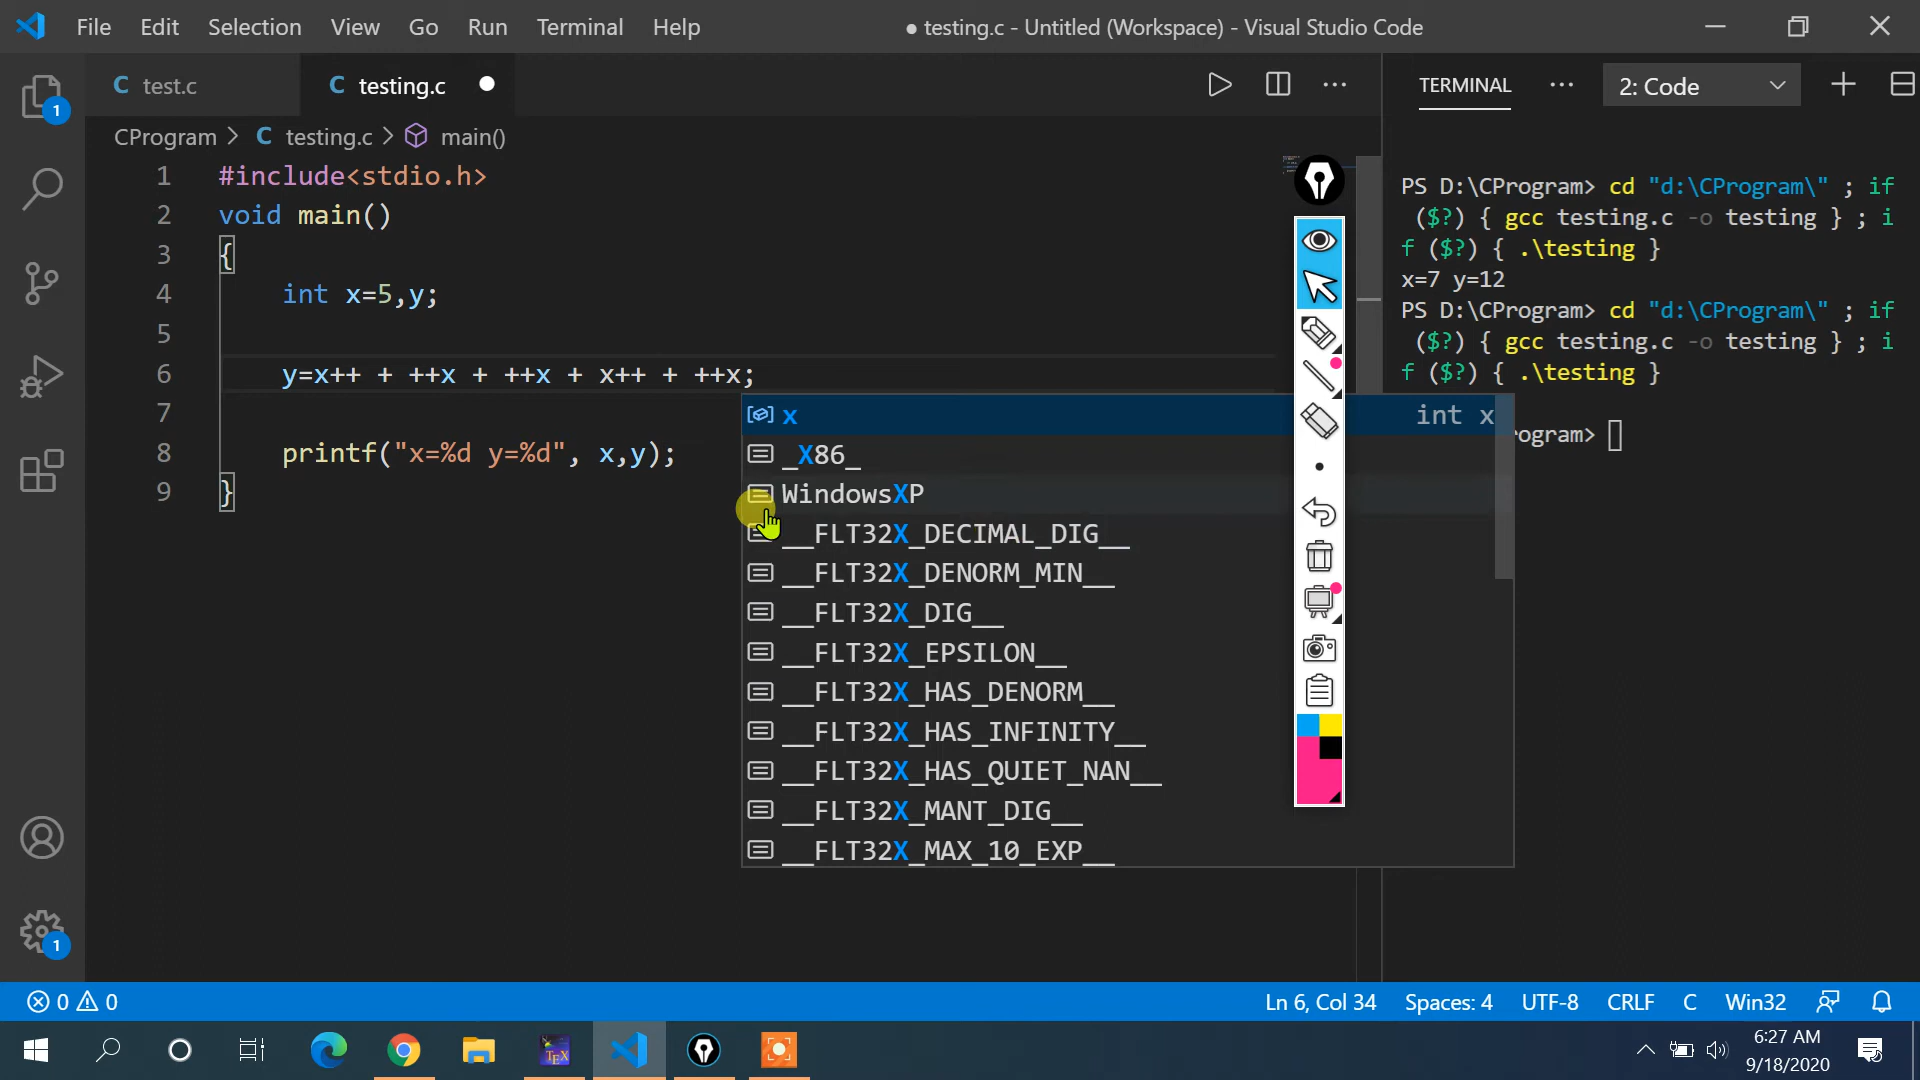 File Edit Selection View Go Run Terminal Help
● testing.c - Untitled (Workspace) - Visual Studio Code
C test.c
C testing.c
TERMINAL
2: Code
CProgram > C testing.c > main()
1 #include<stdio.h>
2 void main()
3 {
4 int x=5,y;
5
6 y=x++ + ++x + ++x + x++ + ++x;
7
8 printf("x=%d y=%d", x,y);
9 }
x int x
_X86_
WindowsXP
__FLT32X_DECIMAL_DIG__
__FLT32X_DENORM_MIN__
__FLT32X_DIG__
__FLT32X_EPSILON__
__FLT32X_HAS_DENORM__
__FLT32X_HAS_INFINITY__
__FLT32X_HAS_QUIET_NAN__
__FLT32X_MANT_DIG__
__FLT32X_MAX_10_EXP__
PS D:\CProgram> cd "d:\CProgram\" ; if
($?) { gcc testing.c -o testing } ; i
f ($?) { .\testing }
x=7 y=12
PS D:\CProgram> cd "d:\CProgram\" ; if
($?) { gcc testing.c -o testing } ; i
f ($?) { .\testing }
ogram>
1
1
0 0
Ln 6, Col 34 Spaces: 4 UTF-8 CRLF C Win32
TEX
6:27 AM
9/18/2020